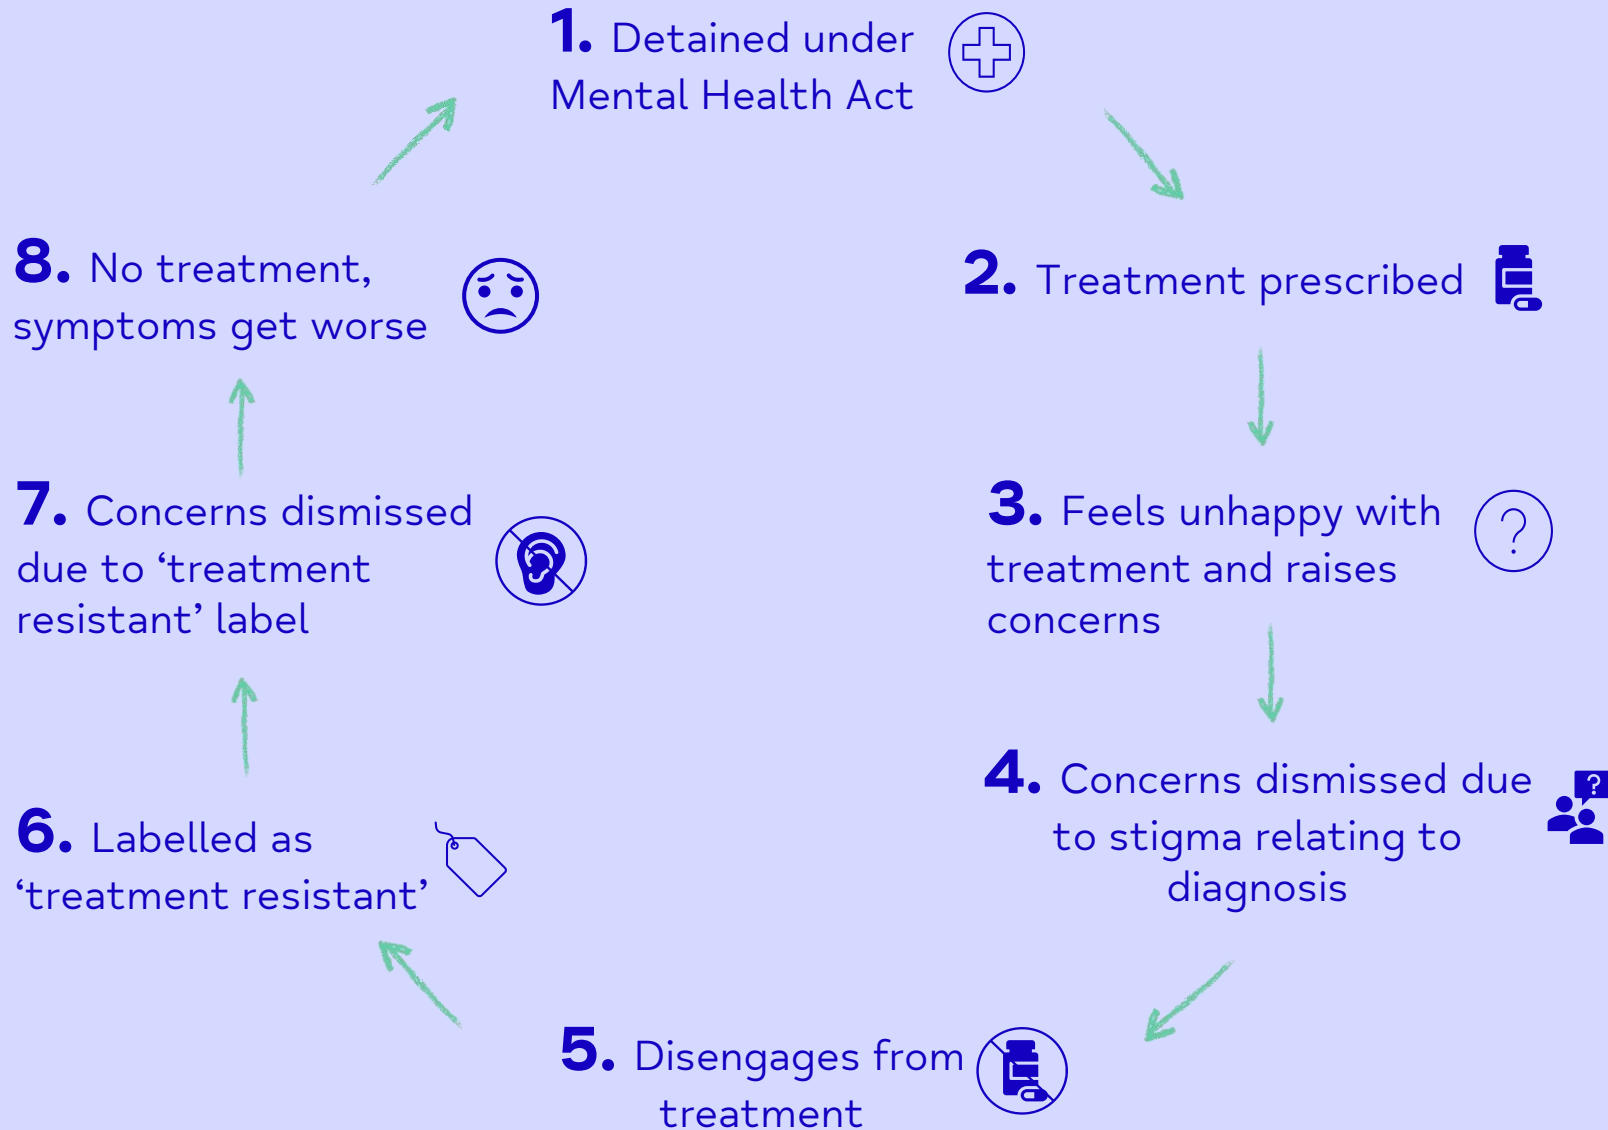 1. Detained under
Mental Health Act
2. Treatment prescribed
3. Feels unhappy with
treatment and raises
concerns
4. Concerns dismissed due
to stigma relating to
diagnosis
5. Disengages from
treatment
6. Labelled as
‘treatment resistant’
7. Concerns dismissed
due to ‘treatment
resistant’ label
8. No treatment,
symptoms get worse
?
?